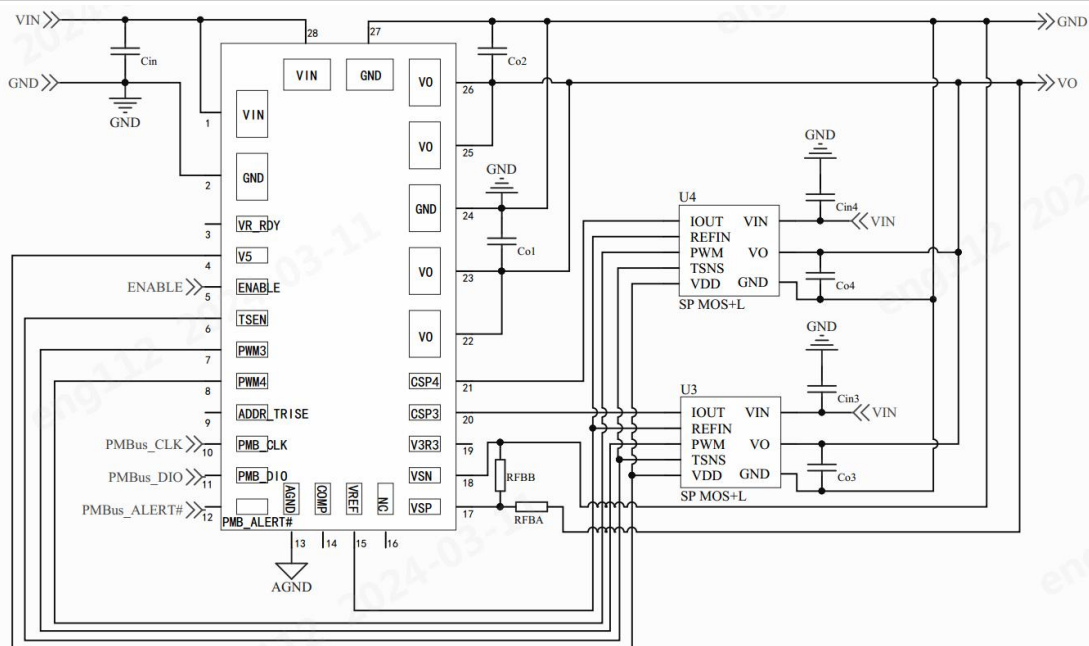 VIN
GND
Cin
GND
28
27
VIN
GND
Co2
VO
26
GND
VO
VIN
1
VO
25
GND
2
GND
24
GND
Co1
VR_RDY
3
V5
4
VO
23
ENABLE
ENABLE
5
TSEN
6
VO
22
PWM3
7
PWM4
8
CSP4
21
ADDR_TRISE
9
CSP3
20
PMBus_CLK
PMB_CLK
10
V3R3
19
PMBus_DIO
PMB_DIO
11
VSN
18
RFBB
PMBus_ALERT#
12
PMB_ALERT#
AGND
COMP
VREF
NC
VSP
17
RFBA
13
14
15
16
AGND
GND
Cin4
U4
IOUT VIN
VIN
REFIN
PWM VO
TSNS
VDD GND
Co4
SP MOS+L
GND
Cin3
U3
IOUT VIN
VIN
REFIN
PWM VO
TSNS
VDD GND
Co3
SP MOS+L
eng112 2024-03-11